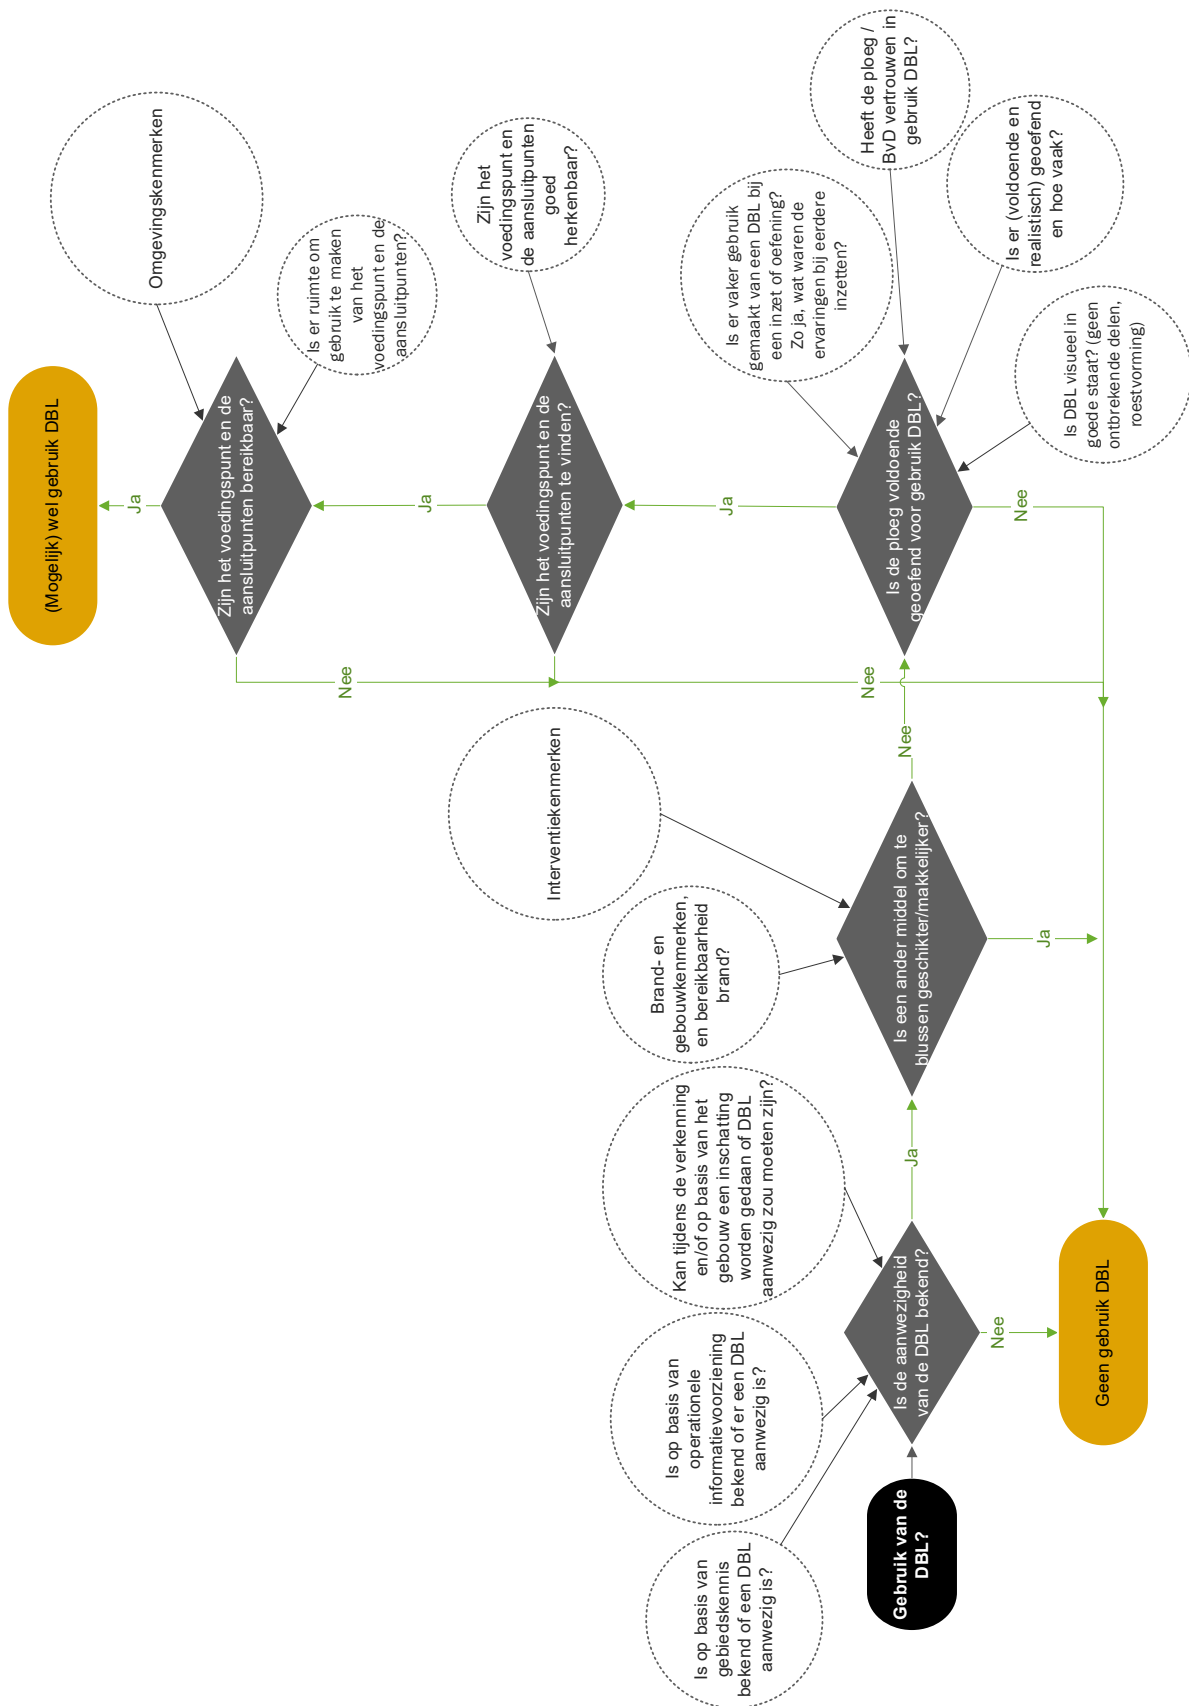 Gebruik van de
DBL?
Is op basis van
gebiedskennis
bekend of een DBL
aanwezig is?
Is op basis van
operationele
informatievoorziening
bekend of er een DBL
aanwezig is?
Kan tijdens de verkenning
en/of op basis van het
gebouw een inschatting
worden gedaan of DBL
aanwezig zou moeten zijn?
Is de aanwezigheid
van de DBL bekend?
Nee
Geen gebruik DBL
Ja
Brand- en
gebouwkenmerken,
en bereikbaarheid
brand?
Interventiekenmerken
Is een ander middel om te
blussen geschikter/makkelijker?
Ja
Nee
Is er vaker gebruik
gemaakt van een DBL bij
een inzet of oefening?
Zo ja, wat waren de
ervaringen bij eerdere
inzetten?
Heeft de ploeg /
BvD vertrouwen in
gebruik DBL?
Is er (voldoende en
realistisch) geoefend
en hoe vaak?
Is DBL visueel in
goede staat? (geen
ontbrekende delen,
roestvorming)
Is de ploeg voldoende
geoefend voor gebruik DBL?
Nee
Ja
Zijn het
voedingspunt en
de aansluitpunten
goed
herkenbaar?
Zijn het voedingspunt en de
aansluitpunten te vinden?
Nee
Ja
Omgevingskenmerken
Is er ruimte om
gebruik te maken
van het
voedingspunt en de
aansluitpunten?
Zijn het voedingspunt en de
aansluitpunten bereikbaar?
Nee
Ja
(Mogelijk) wel gebruik DBL